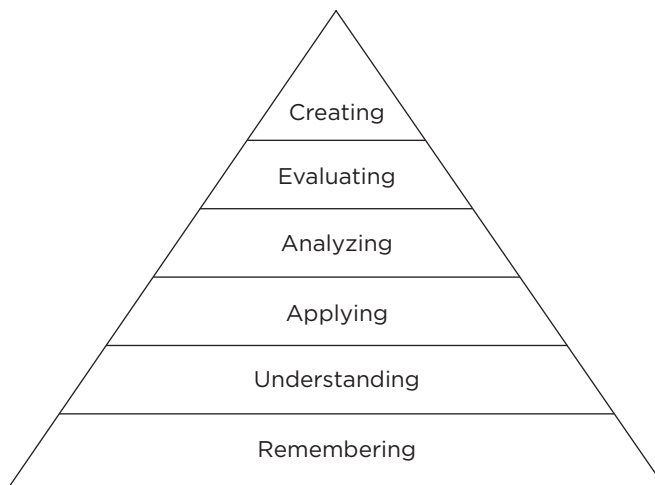 Creating
Evaluating
Analyzing
Applying
Understanding
Remembering